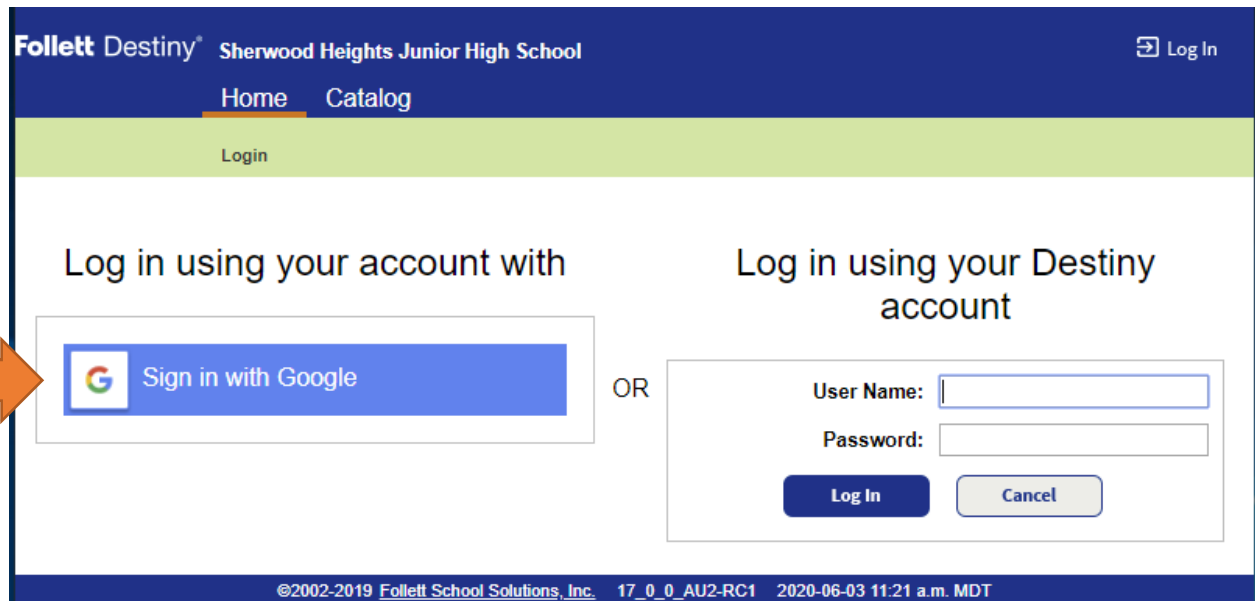 Follett Destiny® Sherwood Heights Junior High School Log In
Home Catalog
Login
Log in using your account with
G Sign in with Google
OR
Log in using your Destiny
account
User Name:
Password:
Log In Cancel
©2002-2019 Follett School Solutions, Inc. 17_0_0_AU2-RC1 2020-06-03 11:21 a.m. MDT